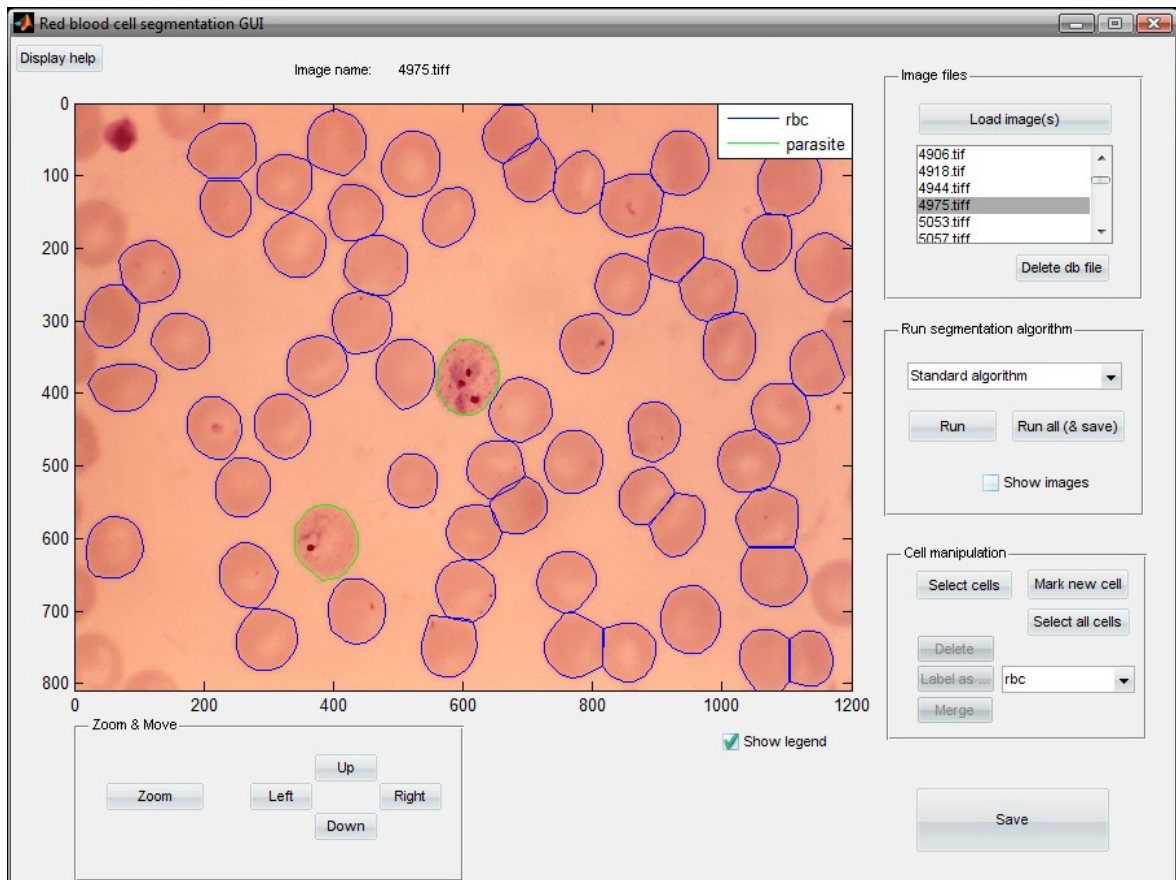 Red blood cell segmentation GUI
Display help
Image name: 4975.tiff
0
100
200
300
400
500
600
700
800
0 200 400 600 800 1000 1200
rbc
parasite
Show legend
Zoom & Move
Zoom
Up
Left
Right
Down
Image files
Load image(s)
4906.tif
4918.tif
4944.tiff
4975.tiff
5053.tiff
5057.tiff
Delete db file
Run segmentation algorithm
Standard algorithm
Run
Run all (& save)
Show images
Cell manipulation
Select cells
Mark new cell
Select all cells
Delete
Label as ...
rbc
Merge
Save